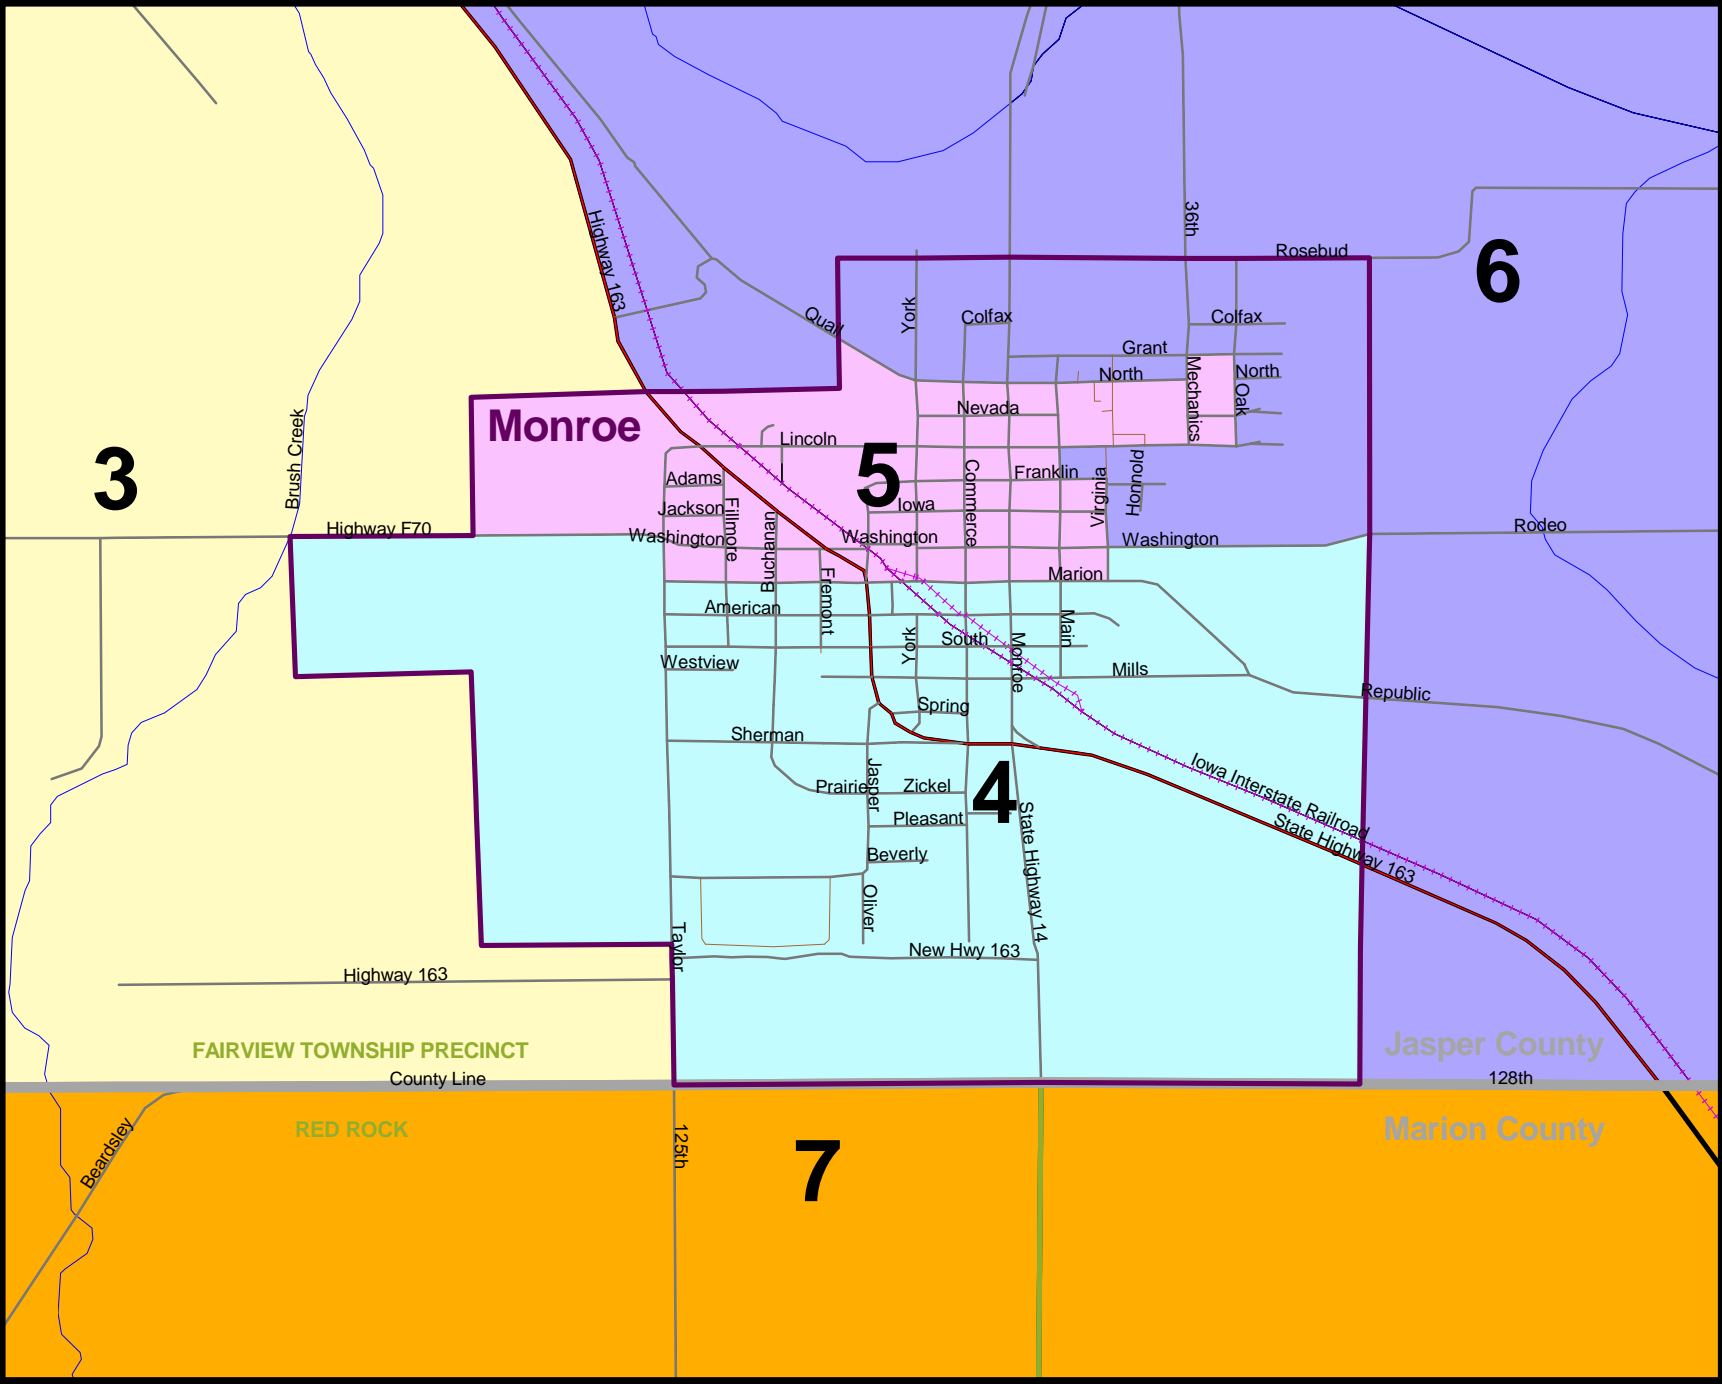 36th
Highway 163
Rosebud
6
York
Colfax
Colfax
Quail
Grant
North
Mechanics
North
Oak
Nevada
Monroe
Brush Creek
Lincoln
3
5
Adams
Commerce
Franklin
Virginia
Honnold
Jackson
Fillmore
Iowa
Buchanau
Highway F70
Washington
Washington
Washington
Rodeo
Fremont
Marion
American
Main
York
South
Monroe
Westview
Mills
Republic
Spring
Sherman
Iowa Interstate Railroad
Jasper
Prairie
Zickel
4
State Highway 14
Pleasant
State Highway 163
Beverly
Oliver
Taylor
New Hwy 163
Highway 163
FAIRVIEW TOWNSHIP PRECINCT
Jasper County
County Line
128th
Beardsley
RED ROCK
Marion County
125th
7